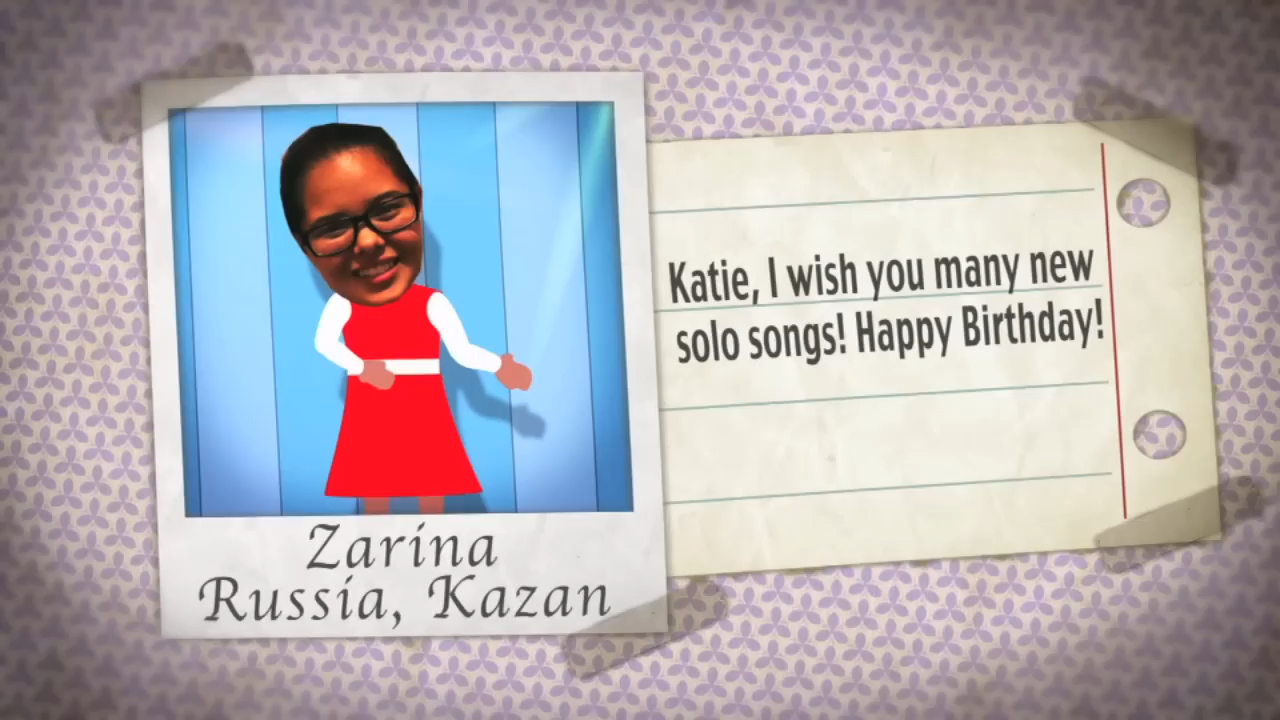 Zarina
Russia, Kazan
Katie, I wish you many new
solo songs! Happy Birthday!